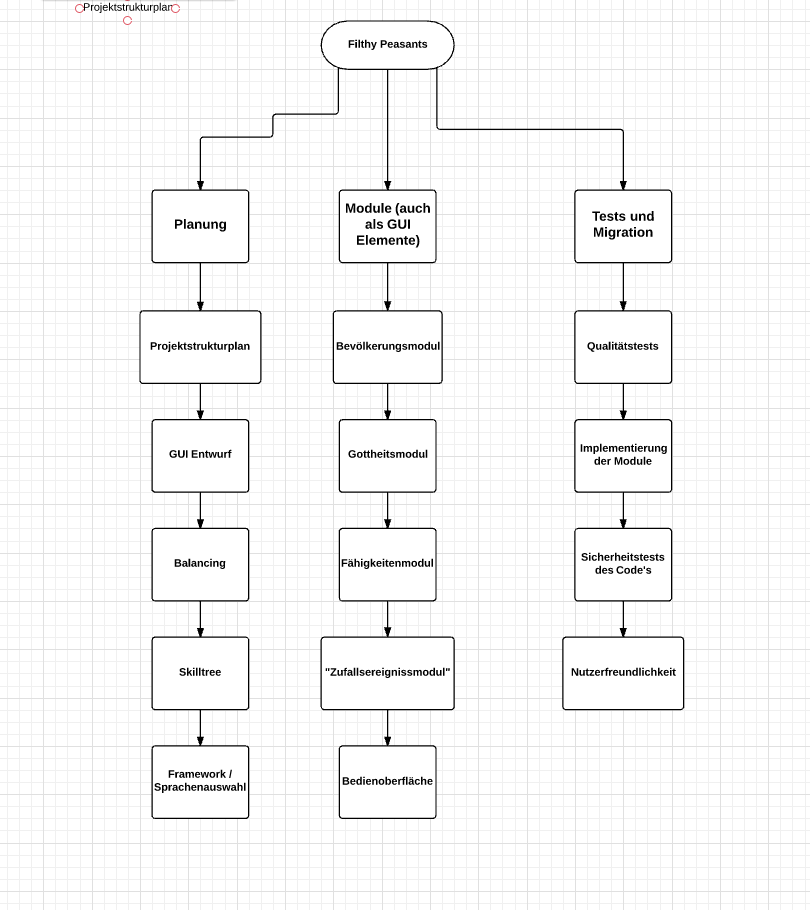 Projektstrukturplan
Filthy Peasants
Planung
Module (auch
als GUI
Elemente)
Tests und
Migration
Projektstrukturplan
Bevölkerungsmodul
Qualitätstests
GUI Entwurf
Gottheitsmodul
Implementierung
der Module
Balancing
Fähigkeitenmodul
Sicherheitstests
des Code's
Skilltree
"Zufallsereignissmodul"
Nutzerfreundlichkeit
Framework /
Sprachenauswahl
Bedienoberfläche